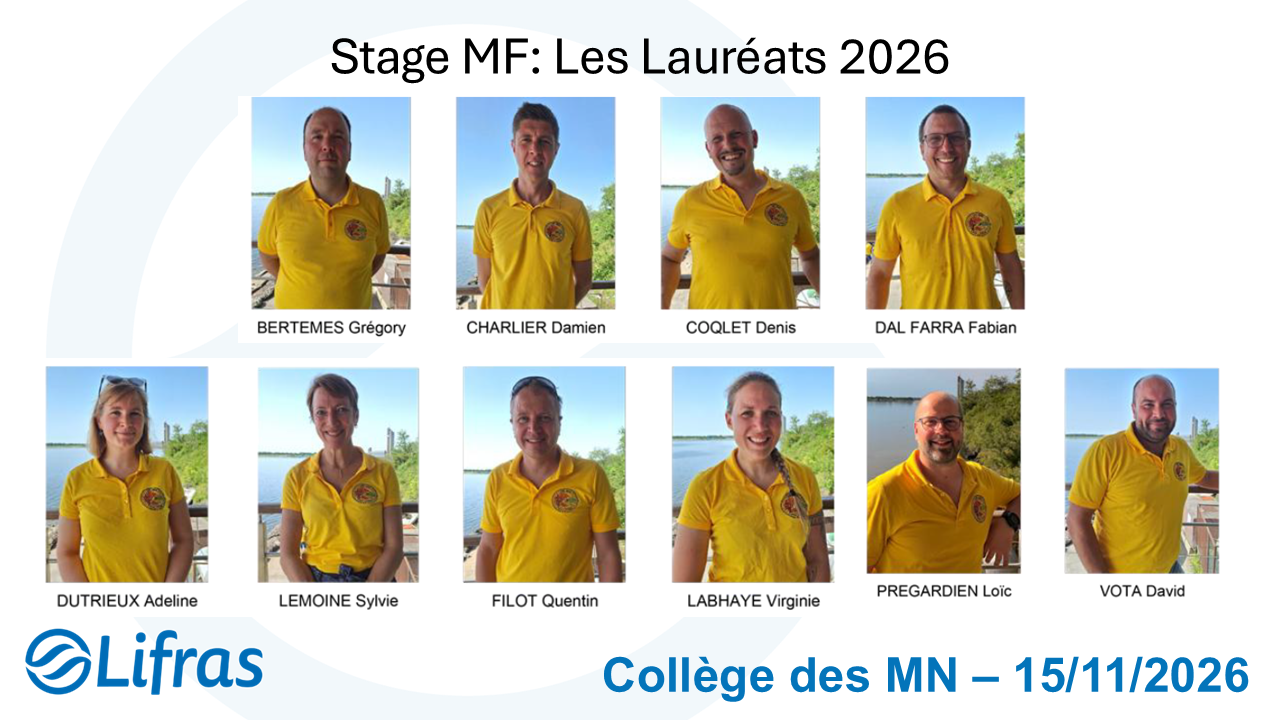 Stage MF: Les Lauréats 2026
BERTEMES Grégory
CHARLIER Damien
COQLET Denis
DAL FARRA Fabian
DUTRIEUX Adeline
LEMOINE Sylvie
FILOT Quentin
LABHAYE Virginie
PREGARDIEN Loïc
VOTA David
Lifras
Collège des MN – 15/11/2026